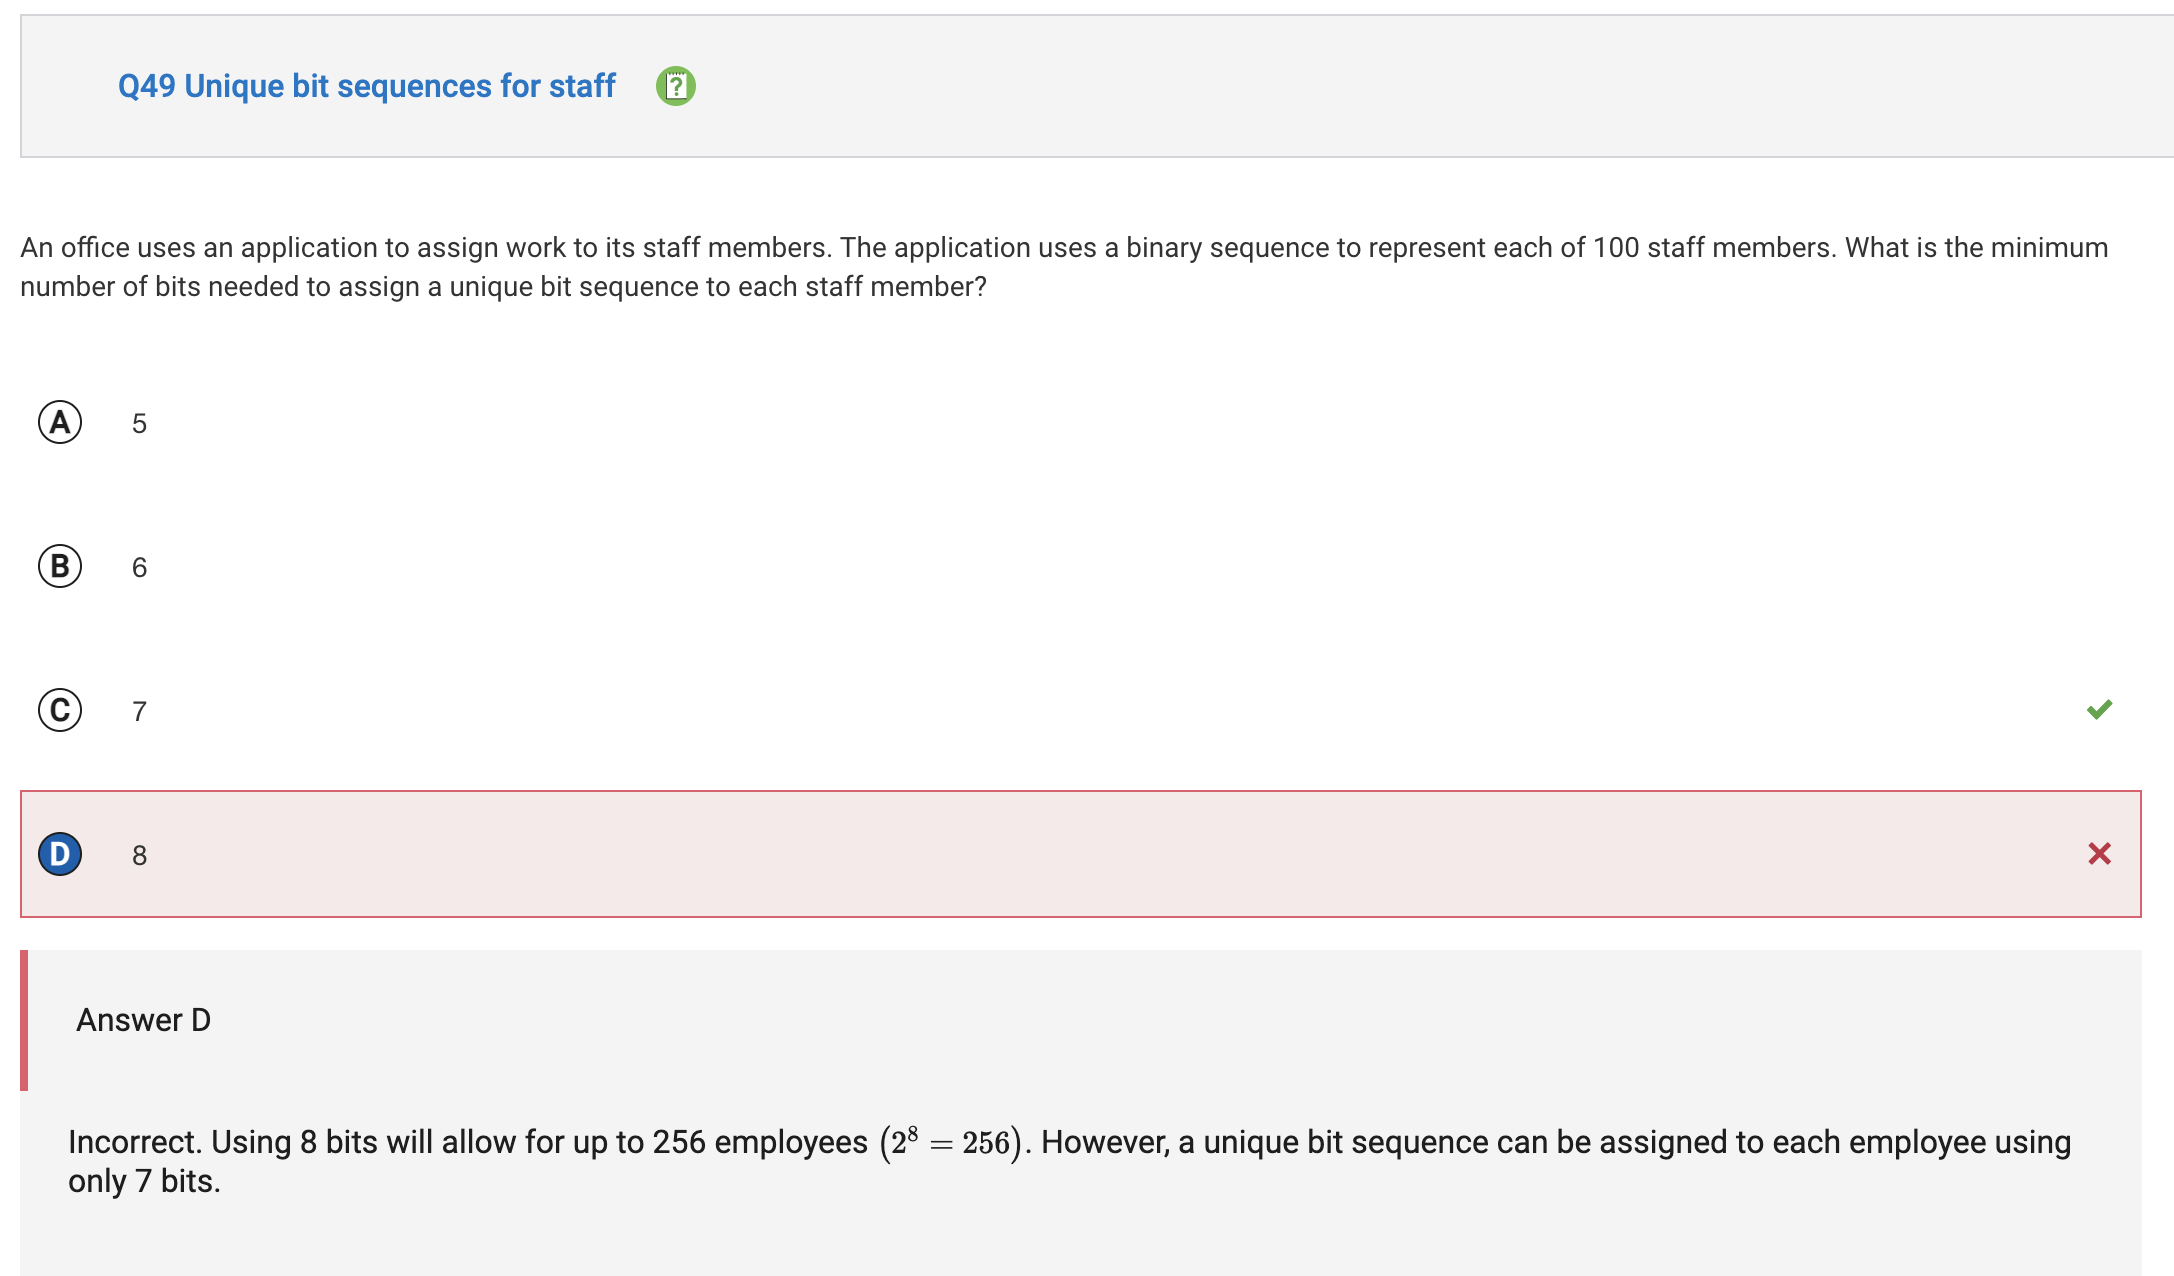 Q49 Unique bit sequences for staff
An office uses an application to assign work to its staff members. The application uses a binary sequence to represent each of 100 staff members. What is the minimum
number of bits needed to assign a unique bit sequence to each staff member?
A 5
B 6
C 7
D 8
Answer D
Incorrect. Using 8 bits will allow for up to 256 employees (2⁸ = 256). However, a unique bit sequence can be assigned to each employee using
only 7 bits.